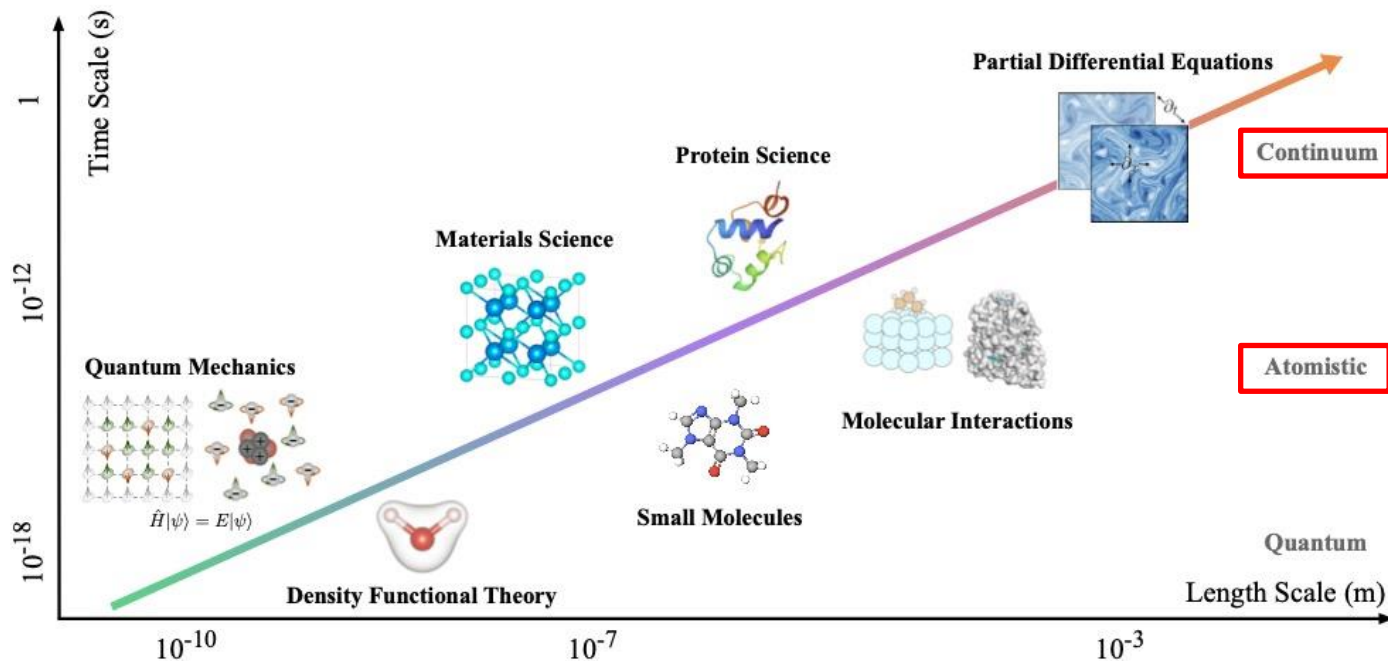 Time Scale (s)
1
10^-12
10^-18
Partial Differential Equations
∂t
∂x
Continuum
Protein Science
Materials Science
Atomistic
Quantum Mechanics
Molecular Interactions
Ĥ|ψ⟩ = E|ψ⟩
Small Molecules
Quantum
Density Functional Theory
Length Scale (m)
10^-10
10^-7
10^-3